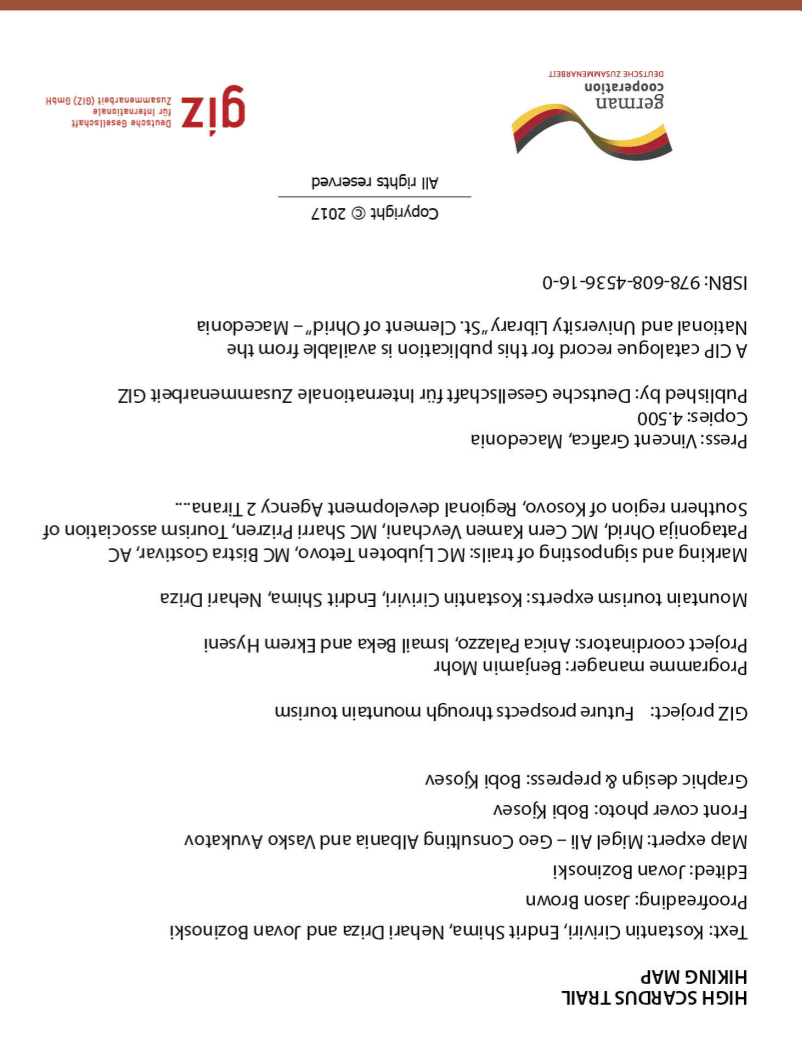 HIGH SCARDUS TRAIL
HIKING MAP
Text: Kostantin Ciriviri, Endrit Shima, Nehari Driza and Jovan Bozinoski
Proofreading: Jason Brown
Edited: Jovan Bozinoski
Map expert: Migel Ali – Geo Consulting Albania and Vasko Avukatov
Front cover photo: Bobi Kjosev
Graphic design & prepress: Bobi Kjosev
GIZ project: Future prospects through mountain tourism
Programme manager: Benjamin Mohr
Project coordinators: Anica Palazzo, Ismail Beka and Ekrem Hyseni
Mountain tourism experts: Kostantin Ciriviri, Endrit Shima, Nehari Driza
Marking and signposting of trails: MC Ljuboten Tetovo, MC Bistra Gostivar, AC
Patagonija Ohrid, MC Cern Kamen Vevchani, MC Sharri Prizren, Tourism association of
Southern region of Kosovo, Regional development Agency 2 Tirana....
Press: Vincent Grafica, Macedonia
Copies: 4.500
Published by: Deutsche Gesellschaft für Internationale Zusammenarbeit GIZ
A CIP catalogue record for this publication is available from the
National and University Library "St. Clement of Ohrid" – Macedonia
ISBN: 978-608-4536-16-0
Copyright © 2017
All rights reserved
german
cooperation
DEUTSCHE ZUSAMMENARBEIT
giz
Deutsche Gesellschaft
für Internationale
Zusammenarbeit (GIZ) GmbH